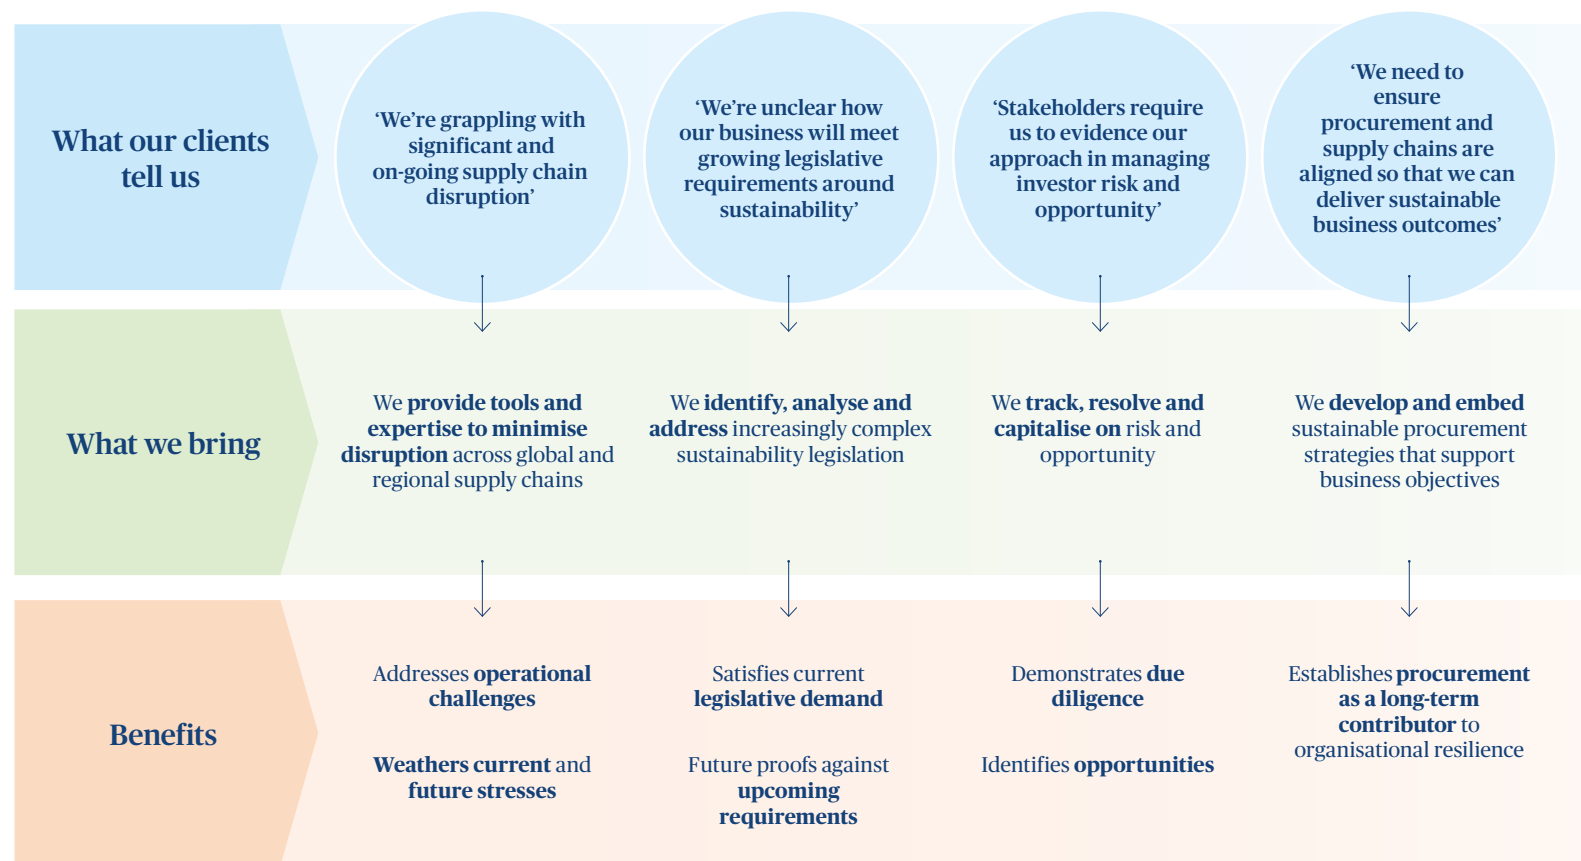 What our clients
tell us
‘We’re grappling with
significant and
on-going supply chain
disruption’
‘We’re unclear how
our business will meet
growing legislative
requirements around
sustainability’
‘Stakeholders require
us to evidence our
approach in managing
investor risk and
opportunity’
‘We need to
ensure
procurement and
supply chains are
aligned so that we can
deliver sustainable
business outcomes’
What we bring
We provide tools and
expertise to minimise
disruption across global and
regional supply chains
We identify, analyse and
address increasingly complex
sustainability legislation
We track, resolve and
capitalise on risk and
opportunity
We develop and embed
sustainable procurement
strategies that support
business objectives
Benefits
Addresses operational
challenges
Weathers current and
future stresses
Satisfies current
legislative demand
Future proofs against
upcoming
requirements
Demonstrates due
diligence
Identifies opportunities
Establishes procurement
as a long-term
contributor to
organisational resilience